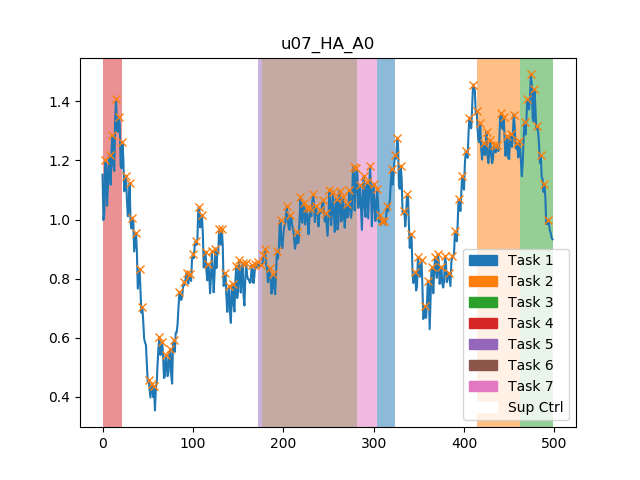 u07_HA_A0
1.4
1.2
1.0
0.8
0.6
0.4
0
100
200
300
400
500
Task 1
Task 2
Task 3
Task 4
Task 5
Task 6
Task 7
Sup Ctrl